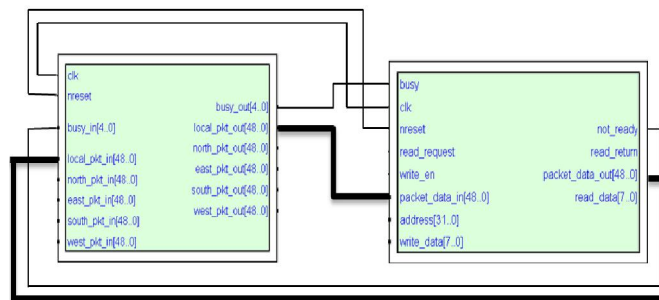 clk
nreset
busy_in[4..0]
local_pkt_in[48..0]
north_pkt_in[48..0]
east_pkt_in[48..0]
south_pkt_in[48..0]
west_pkt_in[48..0]
busy_out[4..0]
local_pkt_out[48..0]
north_pkt_out[48..0]
east_pkt_out[48..0]
south_pkt_out[48..0]
west_pkt_out[48..0]
busy
clk
nreset
read_request
write_en
packet_data_in[48..0]
address[31..0]
write_data[7..0]
not_ready
read_return
packet_data_out[48..0]
read_data[7..0]